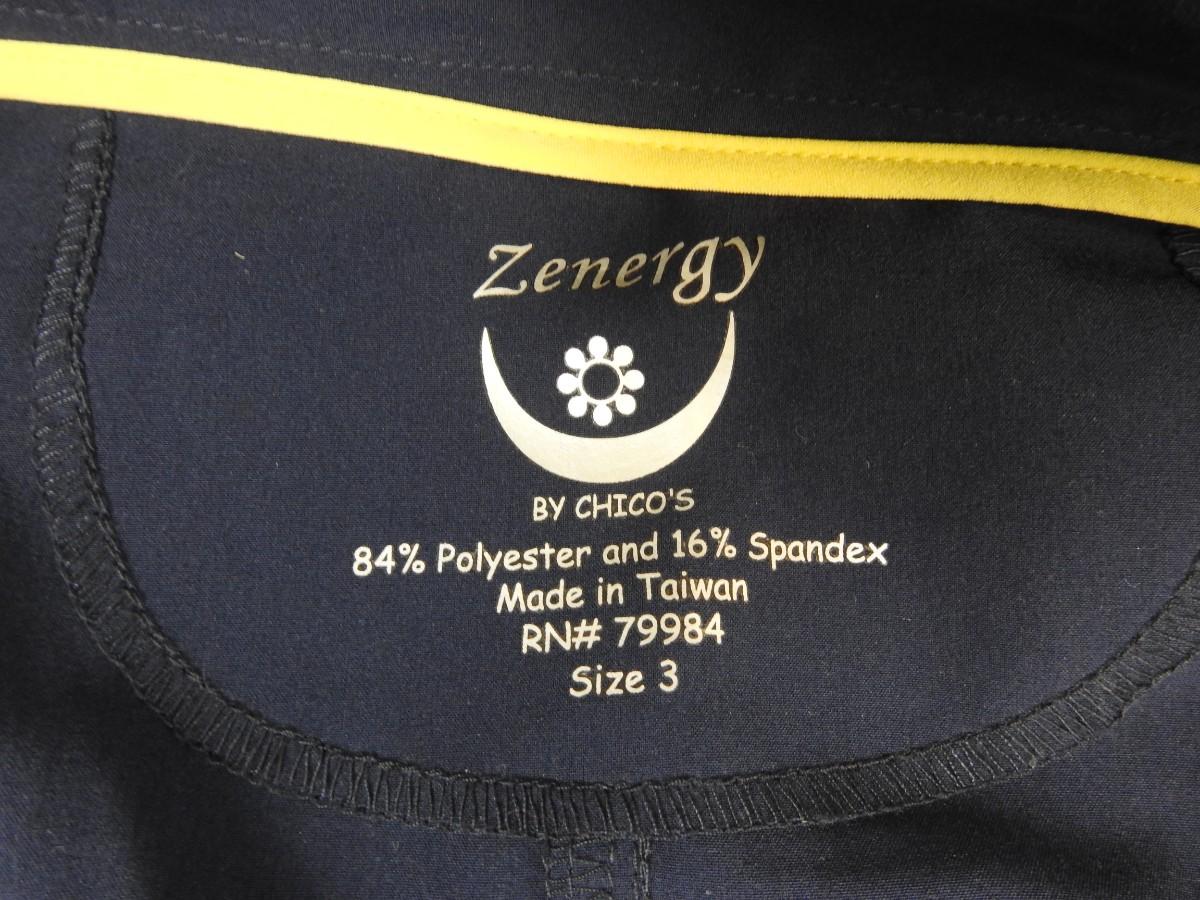 Zenergy
BY CHICO'S
84% Polyester and 16% Spandex
Made in Taiwan
RN# 79984
Size 3